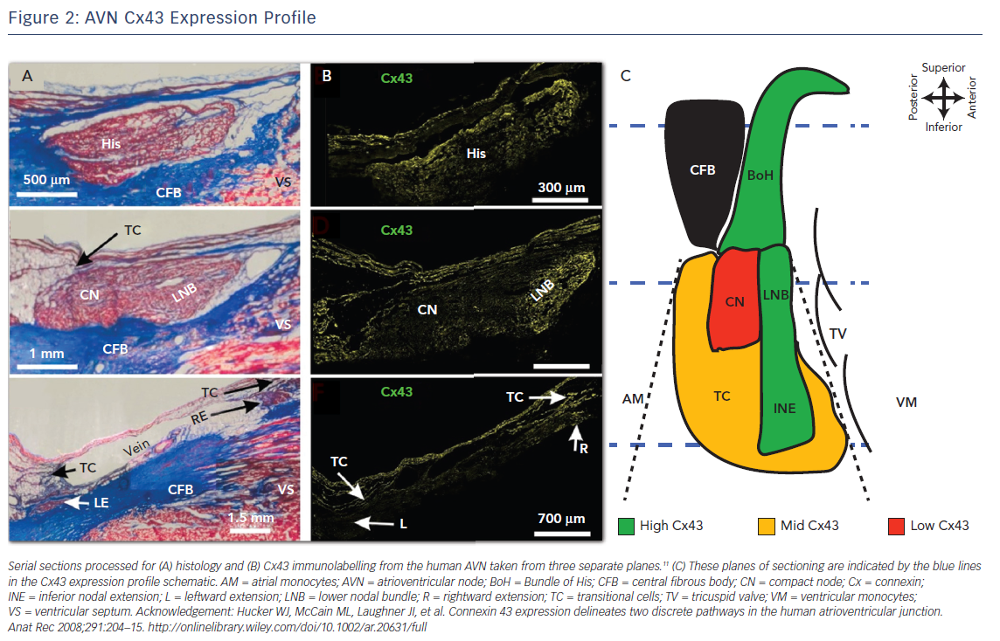 Figure 2: AVN Cx43 Expression Profile
A
His
500 μm
CFB
VS
TC
CN
LNB
VS
CFB
1 mm
TC
RE
Vein
TC
CFB
VS
LE
1.5 mm
B
Cx43
His
300 μm
D
Cx43
CN
LNB
F
Cx43
TC
R
TC
L
700 μm
C
Superior
Posterior
Anterior
Inferior
CFB
BoH
CN
LNB
TV
TC
AM
INE
VM
High Cx43
Mid Cx43
Low Cx43
Serial sections processed for (A) histology and (B) Cx43 immunolabelling from the human AVN taken from three separate planes.¹¹ (C) These planes of sectioning are indicated by the blue lines
in the Cx43 expression profile schematic. AM = atrial monocytes; AVN = atrioventricular node; BoH = Bundle of His; CFB = central fibrous body; CN = compact node; Cx = connexin;
INE = inferior nodal extension; L = leftward extension; LNB = lower nodal bundle; R = rightward extension; TC = transitional cells; TV = tricuspid valve; VM = ventricular monocytes;
VS = ventricular septum. Acknowledgement: Hucker WJ, McCain ML, Laughner JI, et al. Connexin 43 expression delineates two discrete pathways in the human atrioventricular junction.
Anat Rec 2008;291:204–15. http://onlinelibrary.wiley.com/doi/10.1002/ar.20631/full